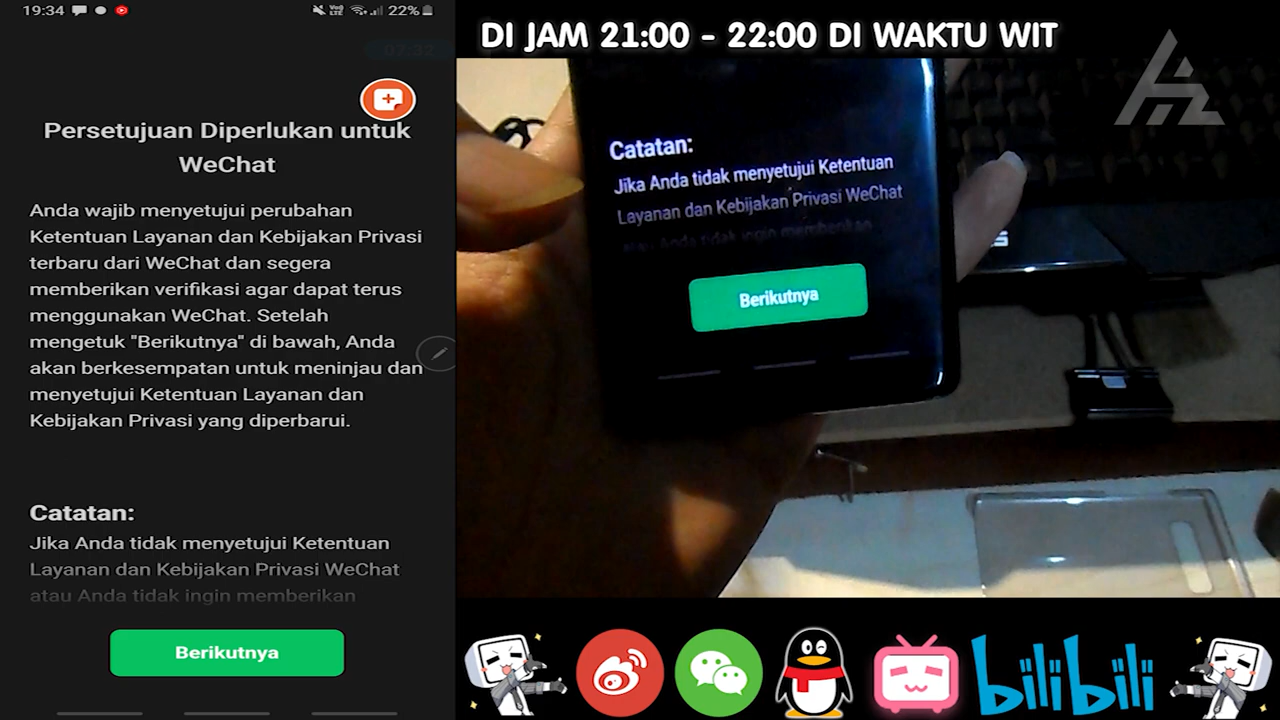 19:34
22%
Persetujuan Diperlukan untuk
WeChat
Anda wajib menyetujui perubahan
Ketentuan Layanan dan Kebijakan Privasi
terbaru dari WeChat dan segera
memberikan verifikasi agar dapat terus
menggunakan WeChat. Setelah
mengetuk "Berikutnya" di bawah, Anda
akan berkesempatan untuk meninjau dan
menyetujui Ketentuan Layanan dan
Kebijakan Privasi yang diperbarui.
Catatan:
Jika Anda tidak menyetujui Ketentuan
Layanan dan Kebijakan Privasi WeChat
atau Anda tidak ingin memberikan
Berikutnya
DI JAM 21:00 - 22:00 DI WAKTU WIT
Catatan:
Jika Anda tidak menyetujui Ketentuan
Layanan dan Kebijakan Privasi WeChat
atau Anda tidak ingin memberikan
Berikutnya
bilibili